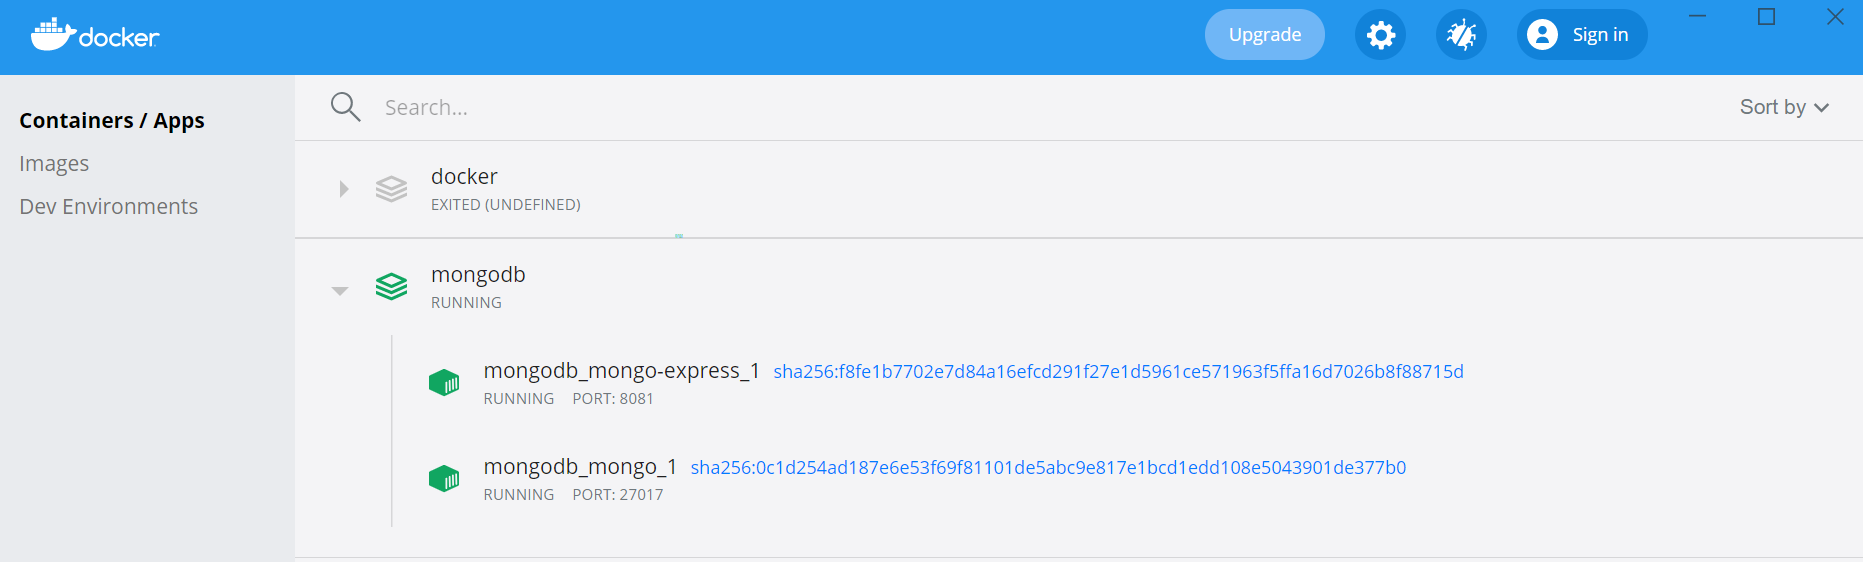 docker
Upgrade
Sign in
Containers / Apps
Images
Dev Environments
Search...
Sort by
docker
EXITED (UNDEFINED)
mongodb
RUNNING
mongodb_mongo-express_1 sha256:f8fe1b7702e7d84a16efcd291f27e1d5961ce571963f5ffa16d7026b8f88715d
RUNNING PORT: 8081
mongodb_mongo_1 sha256:0c1d254ad187e6e53f69f81101de5abc9e817e1bcd1edd108e5043901de377b0
RUNNING PORT: 27017